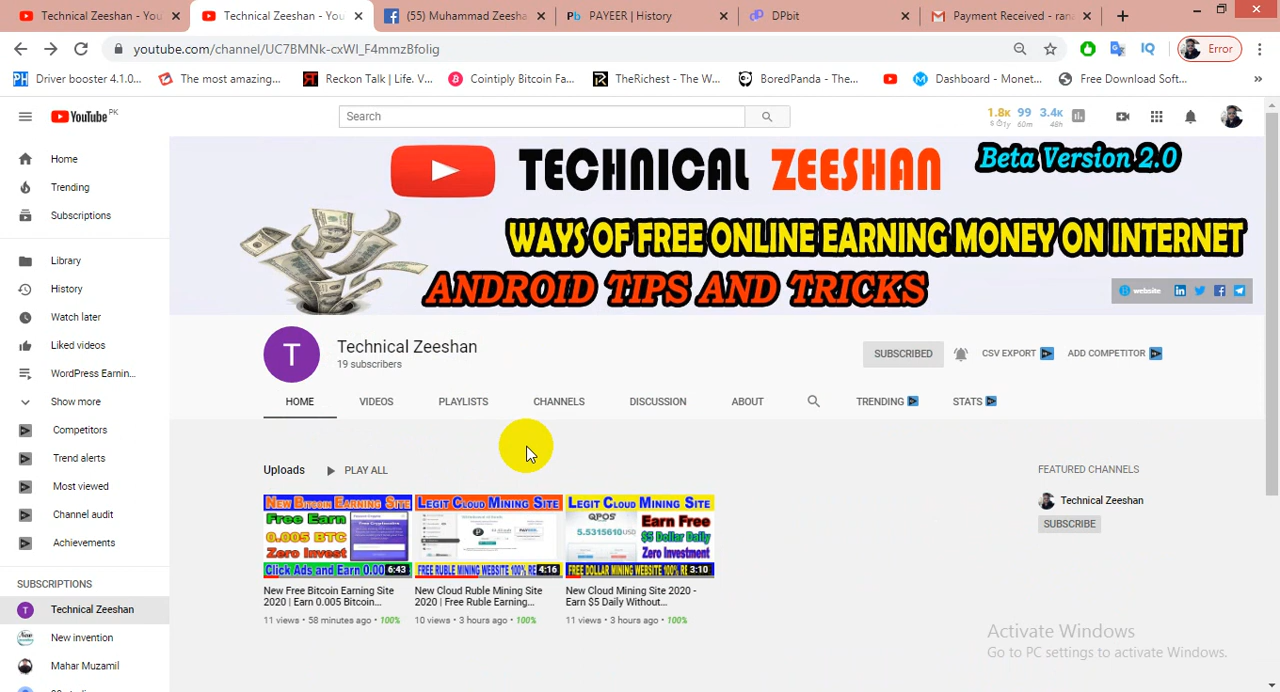 Technical Zeeshan - You
Technical Zeeshan - You
(55) Muhammad Zeesha
PAYEER | History
DPbit
Payment Received - ran
youtube.com/channel/UC7BMNk-cxWl_F4mmzBfolig
Error
Driver booster 4.1.0...
The most amazing...
Reckon Talk | Life. V...
Cointiply Bitcoin Fa...
TheRichest - The W...
BoredPanda - The...
Dashboard - Monet...
Free Download Soft...
YouTube PK
Search
1.8K 99 3.4K
60m 48h
Home
Trending
Subscriptions
Library
History
Watch later
Liked videos
WordPress Earnin...
Show more
Competitors
Trend alerts
Most viewed
Channel audit
Achievements
SUBSCRIPTIONS
T Technical Zeeshan
New invention
Mahar Muzamil
TECHNICAL ZEESHAN
Beta Version 2.0
WAYS OF FREE ONLINE EARNING MONEY ON INTERNET
ANDROID TIPS AND TRICKS
website
T
Technical Zeeshan
19 subscribers
SUBSCRIBED
CSV EXPORT
ADD COMPETITOR
HOME
VIDEOS
PLAYLISTS
CHANNELS
DISCUSSION
ABOUT
TRENDING
STATS
Uploads
PLAY ALL
New Bitcoin Earning Site
Free Earn
0.005 BTC
Zero Invest
Click Ads and Earn 0.00
6:43
New Free Bitcoin Earning Site
2020 | Earn 0.005 Bitcoin...
11 views • 58 minutes ago • 100%
Legit Cloud Mining Site
FREE RUBLE MINING WEBSITE 100% RE
4:16
New Cloud Ruble Mining Site
2020 | Free Ruble Earning...
10 views • 3 hours ago • 100%
Legit Cloud Mining Site
QPOS
5.5315610USD
Earn Free
$5 Dollar Daily
Zero Investment
FREE DOLLAR MINING WEBSITE 100% RE
3:10
New Cloud Mining Site 2020 -
Earn $5 Daily Without...
11 views • 3 hours ago • 100%
FEATURED CHANNELS
Technical Zeeshan
SUBSCRIBE
Activate Windows
Go to PC settings to activate Windows.